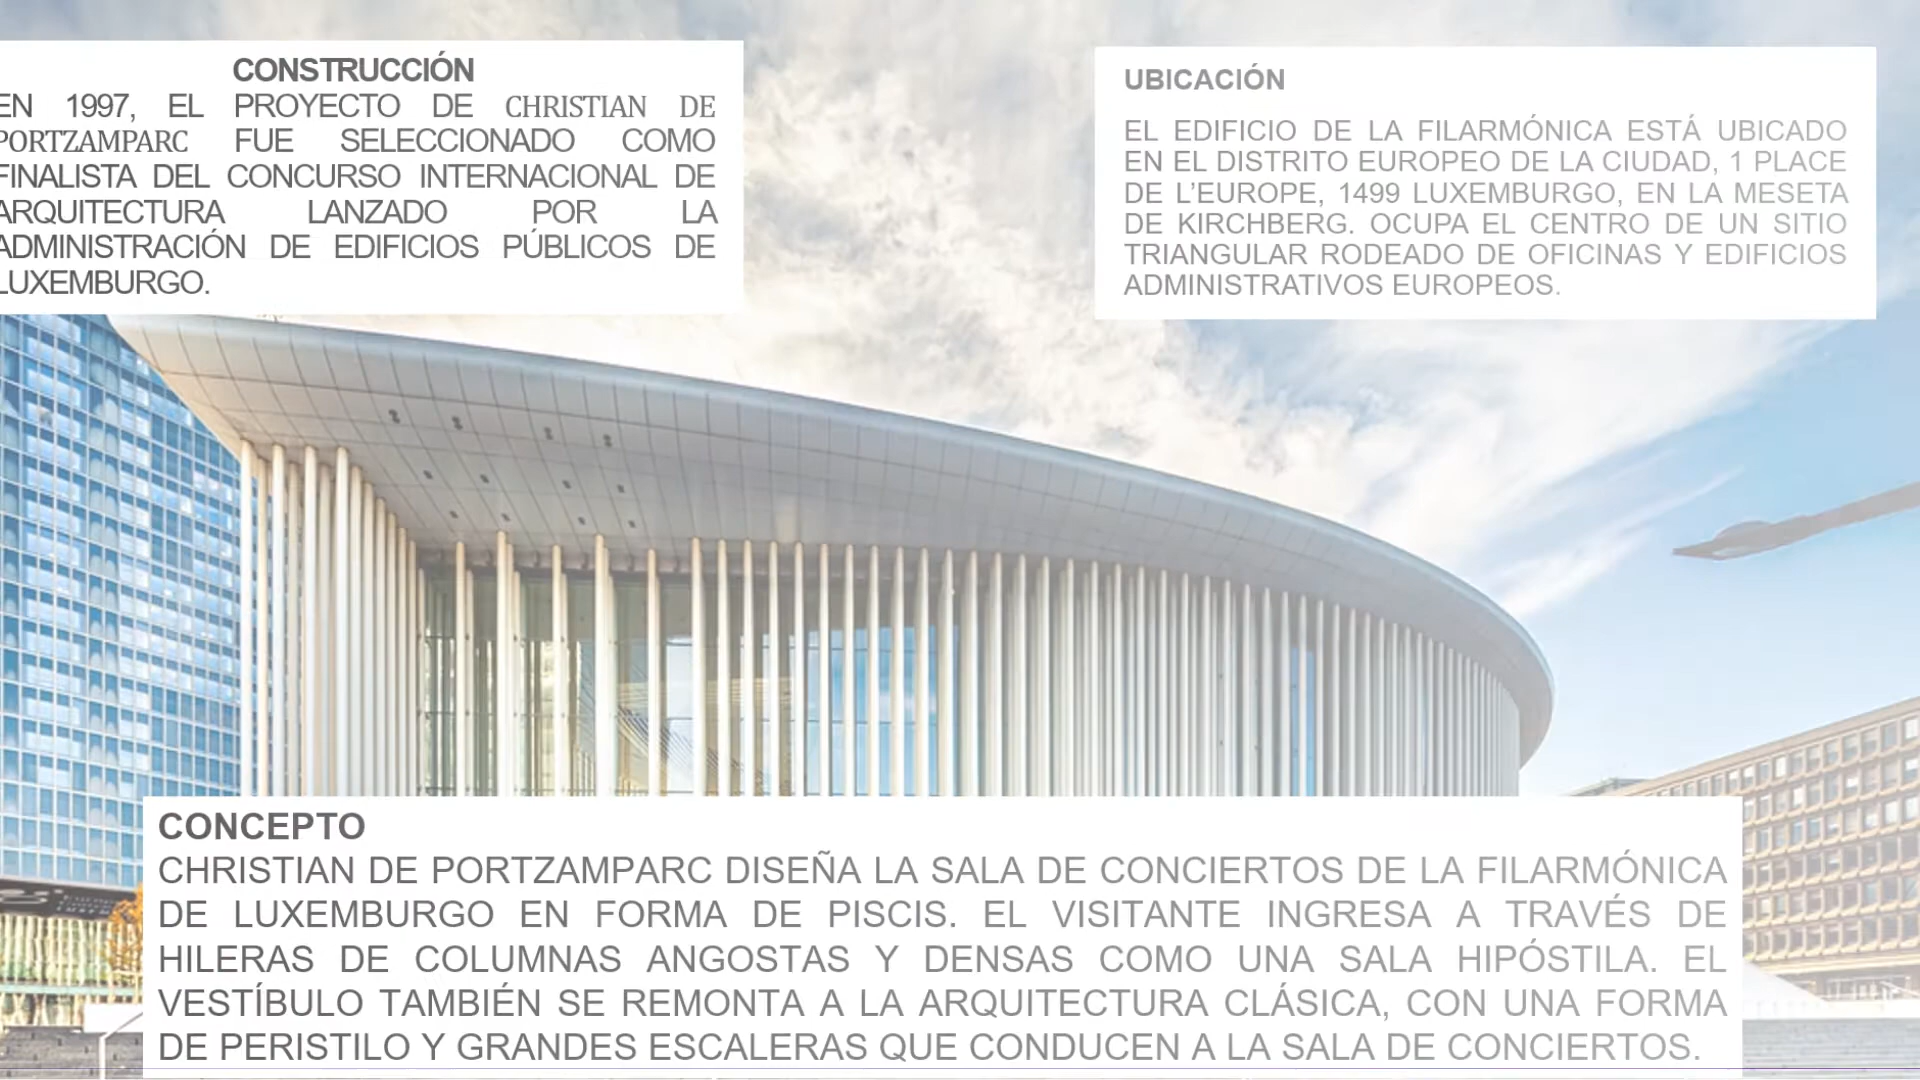 CONSTRUCCIÓN
EN 1997, EL PROYECTO DE CHRISTIAN DE
PORTZAMPARC FUE SELECCIONADO COMO
FINALISTA DEL CONCURSO INTERNACIONAL DE
ARQUITECTURA LANZADO POR LA
ADMINISTRACIÓN DE EDIFICIOS PÚBLICOS DE
LUXEMBURGO.
UBICACIÓN
EL EDIFICIO DE LA FILARMÓNICA ESTÁ UBICADO
EN EL DISTRITO EUROPEO DE LA CIUDAD, 1 PLACE
DE L’EUROPE, 1499 LUXEMBURGO, EN LA MESETA
DE KIRCHBERG. OCUPA EL CENTRO DE UN SITIO
TRIANGULAR RODEADO DE OFICINAS Y EDIFICIOS
ADMINISTRATIVOS EUROPEOS.
CONCEPTO
CHRISTIAN DE PORTZAMPARC DISEÑA LA SALA DE CONCIERTOS DE LA FILARMÓNICA
DE LUXEMBURGO EN FORMA DE PISCIS. EL VISITANTE INGRESA A TRAVÉS DE
HILERAS DE COLUMNAS ANGOSTAS Y DENSAS COMO UNA SALA HIPÓSTILA. EL
VESTÍBULO TAMBIÉN SE REMONTA A LA ARQUITECTURA CLÁSICA, CON UNA FORMA
DE PERISTILO Y GRANDES ESCALERAS QUE CONDUCEN A LA SALA DE CONCIERTOS.